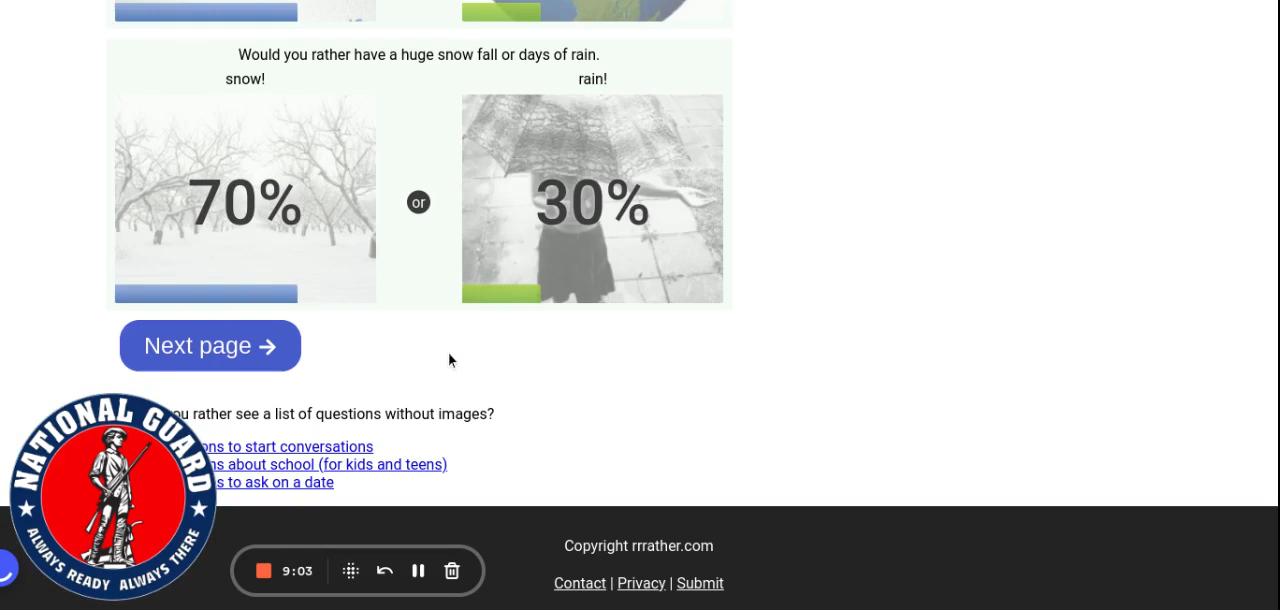 Would you rather have a huge snow fall or days of rain.
snow!
rain!
70%
or
30%
Next page →
you rather see a list of questions without images?
ons to start conversations
ns about school (for kids and teens)
s to ask on a date
NATIONAL GUARD
ALWAYS READY ALWAYS THERE
9:03
Copyright rrrather.com
Contact | Privacy | Submit